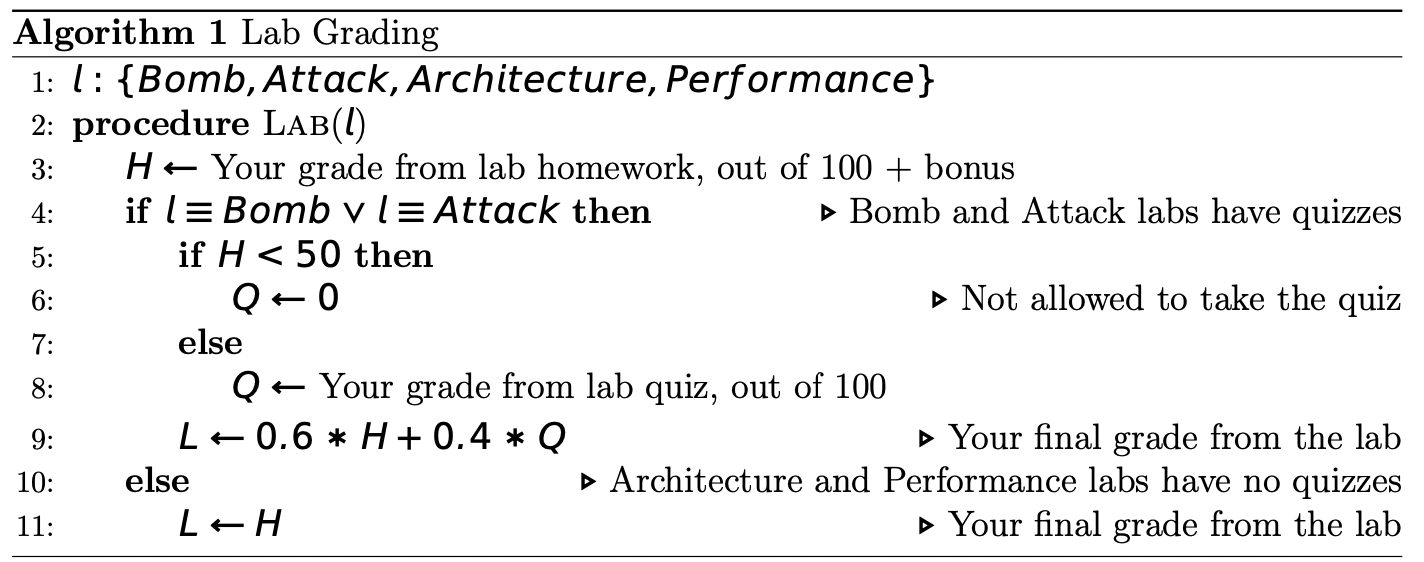 Algorithm 1 Lab Grading
1: l : {Bomb, Attack, Architecture, Performance}
2: procedure LAB(l)
3: H ← Your grade from lab homework, out of 100 + bonus
4: if l ≡ Bomb ∨ l ≡ Attack then ▷ Bomb and Attack labs have quizzes
5: if H < 50 then
6: Q ← 0 ▷ Not allowed to take the quiz
7: else
8: Q ← Your grade from lab quiz, out of 100
9: L ← 0.6 * H + 0.4 * Q ▷ Your final grade from the lab
10: else ▷ Architecture and Performance labs have no quizzes
11: L ← H ▷ Your final grade from the lab